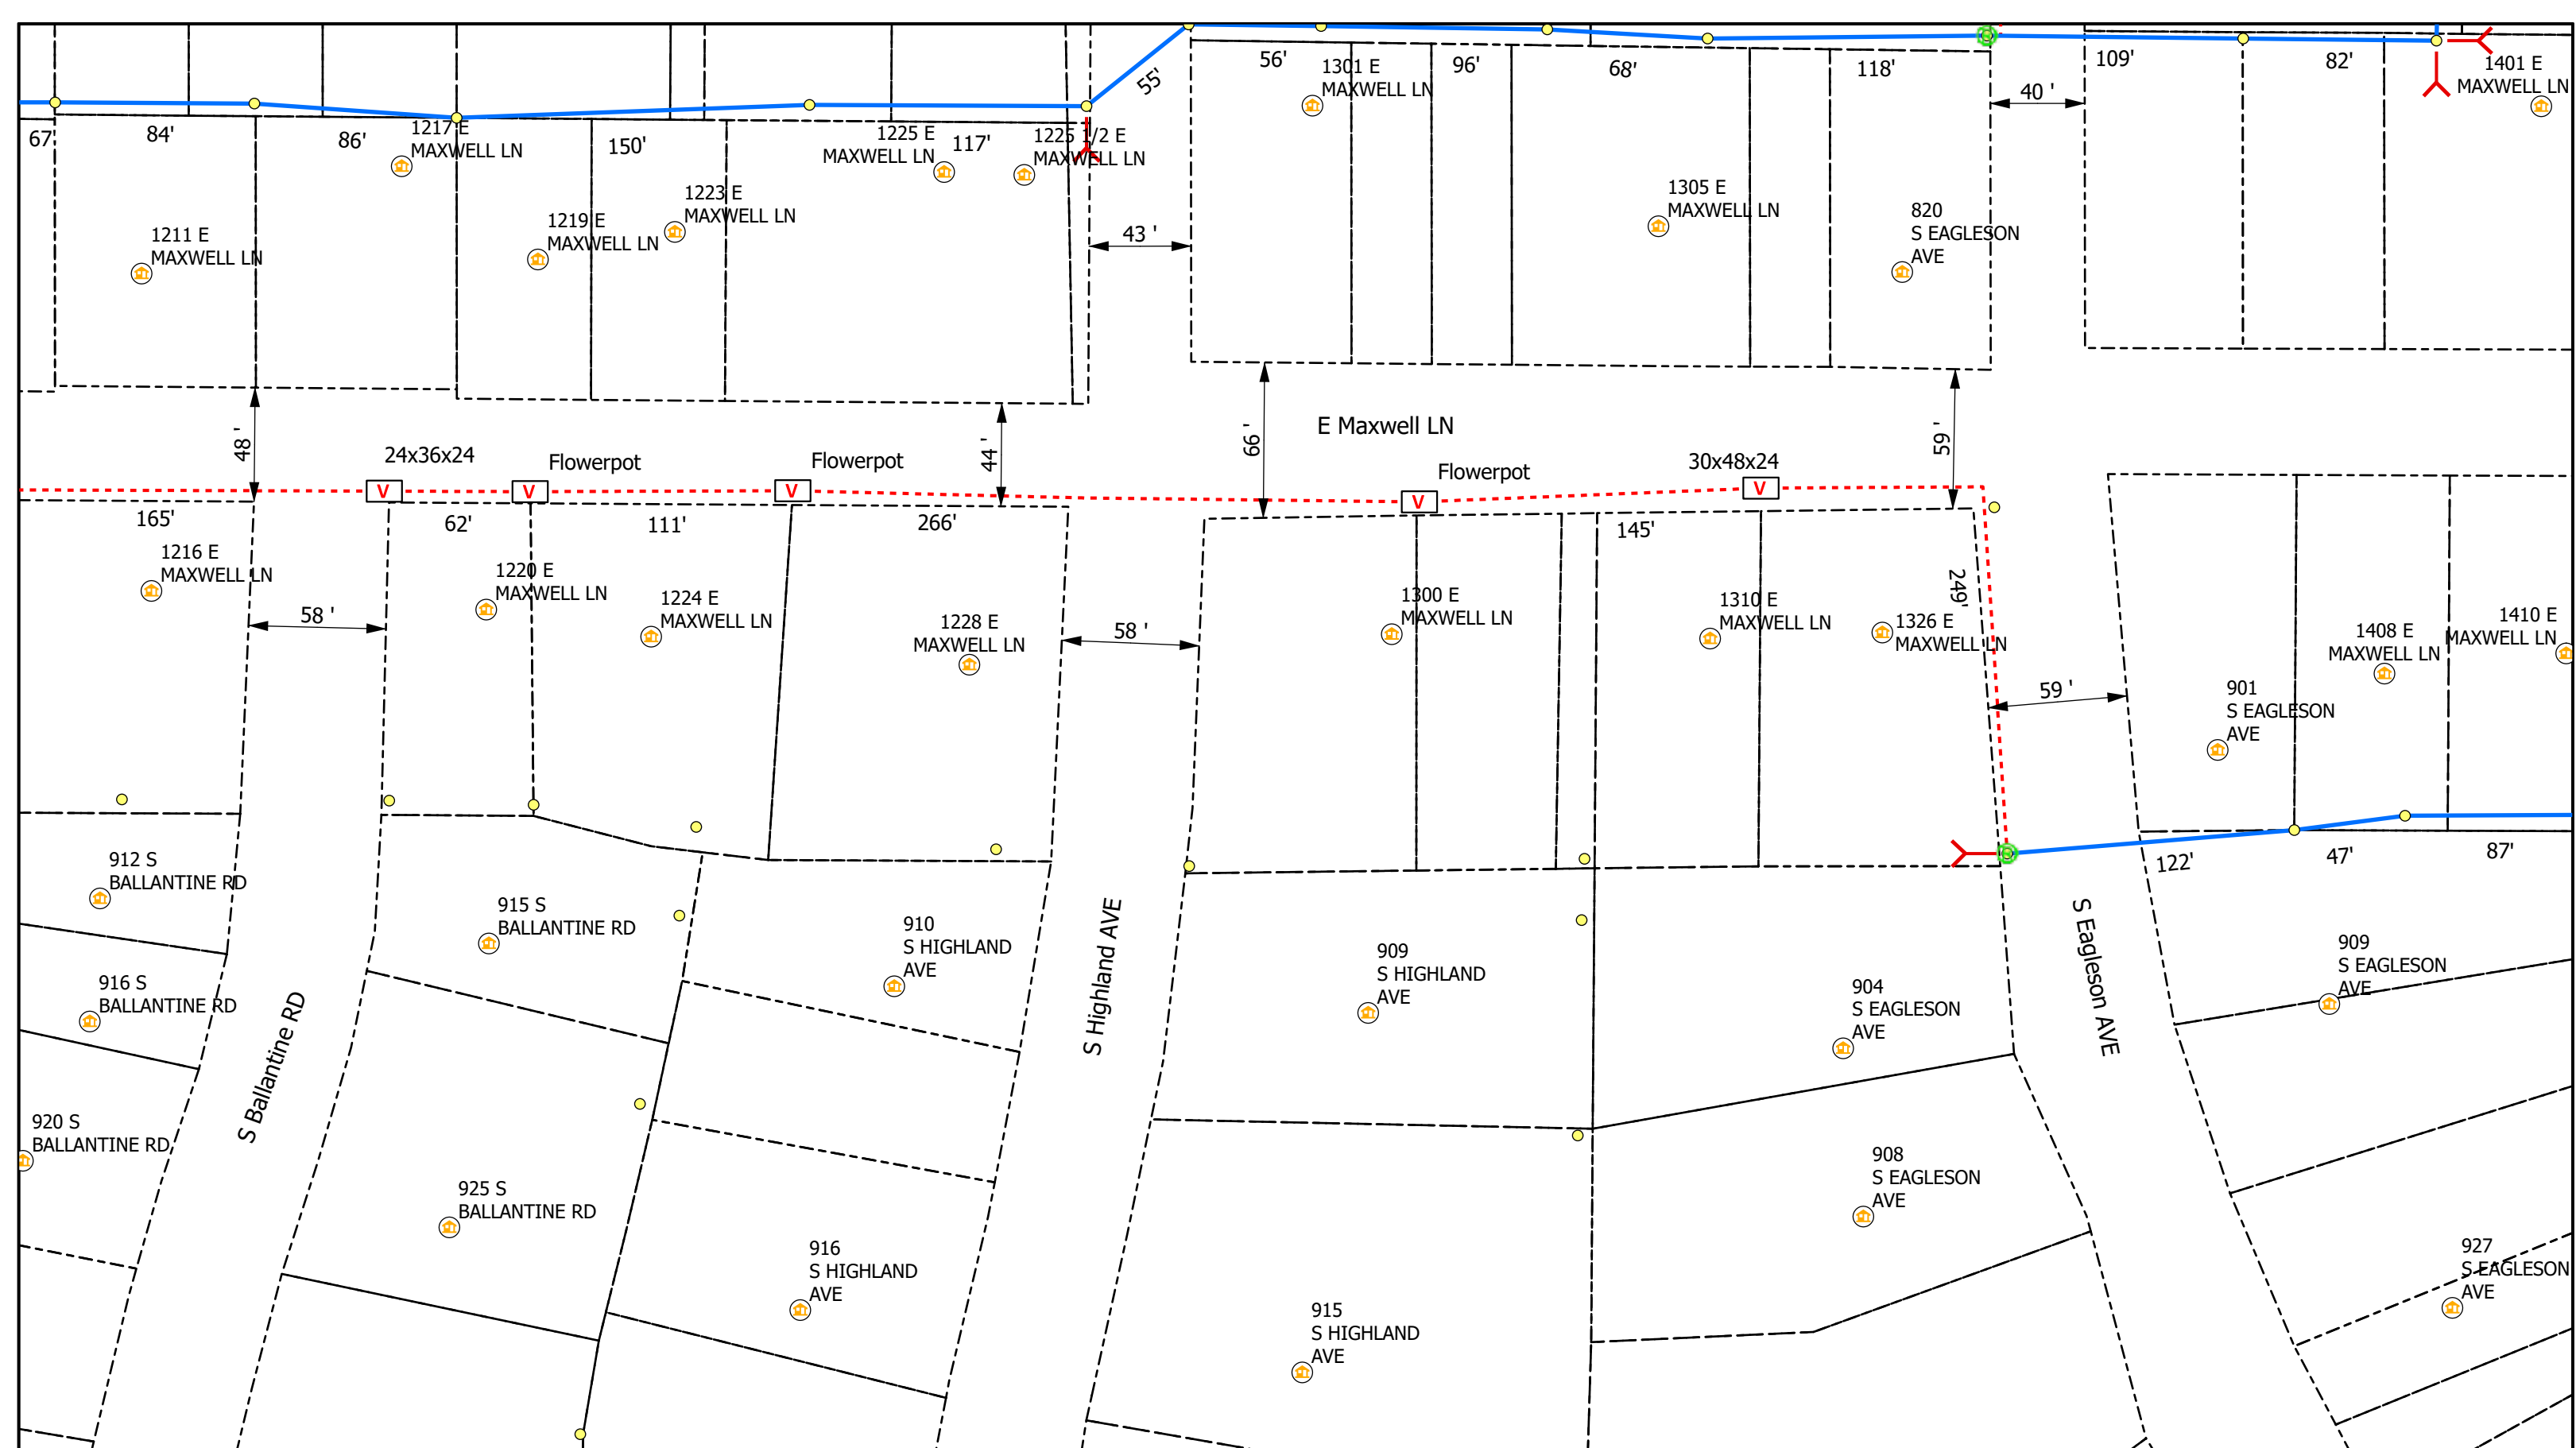 56'
1301 E
MAXWELL LN
96'
68'
118'
109'
82'
1401 E
MAXWELL LN
55'
40 '
67
84'
86'
1217 E
MAXWELL LN
150'
1225 E
MAXWELL LN
117'
1225 1/2 E
MAXWELL LN
1223 E
MAXWELL LN
1219 E
MAXWELL LN
1211 E
MAXWELL LN
43 '
1305 E
MAXWELL LN
820
S EAGLESON
AVE
48 '
44 '
66 '
59 '
E Maxwell LN
24x36x24
Flowerpot
Flowerpot
Flowerpot
30x48x24
V
V
V
V
V
165'
62'
111'
266'
145'
249'
1216 E
MAXWELL LN
58 '
1220 E
MAXWELL LN
1224 E
MAXWELL LN
1228 E
MAXWELL LN
58 '
1300 E
MAXWELL LN
1310 E
MAXWELL LN
1326 E
MAXWELL LN
59 '
901
S EAGLESON
AVE
1408 E
MAXWELL LN
1410 E
MAXWELL LN
122'
47'
87'
912 S
BALLANTINE RD
915 S
BALLANTINE RD
910
S HIGHLAND
AVE
S Highland AVE
909
S HIGHLAND
AVE
904
S EAGLESON
AVE
S Eagleson AVE
909
S EAGLESON
AVE
916 S
BALLANTINE RD
S Ballantine RD
920 S
BALLANTINE RD
925 S
BALLANTINE RD
916
S HIGHLAND
AVE
915
S HIGHLAND
AVE
908
S EAGLESON
AVE
927
S EAGLESON
AVE